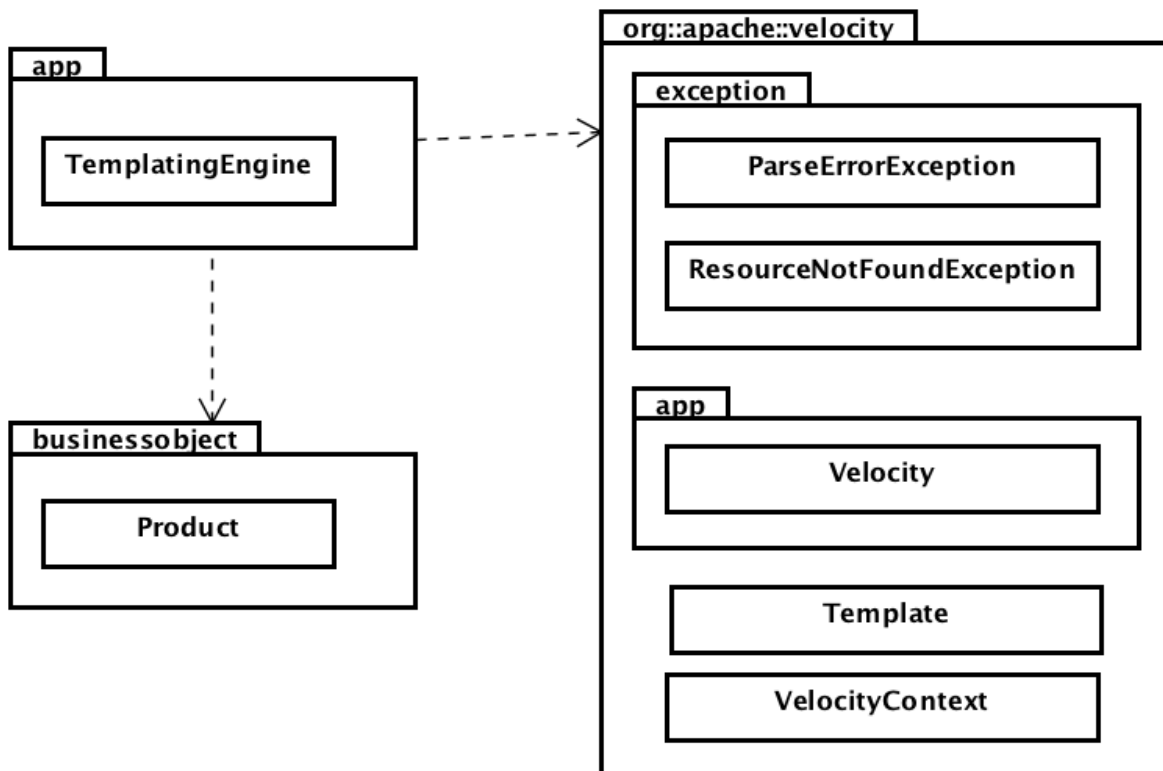 app
TemplatingEngine
businessobject
Product
org::apache::velocity
exception
ParseErrorException
ResourceNotFoundException
app
Velocity
Template
VelocityContext